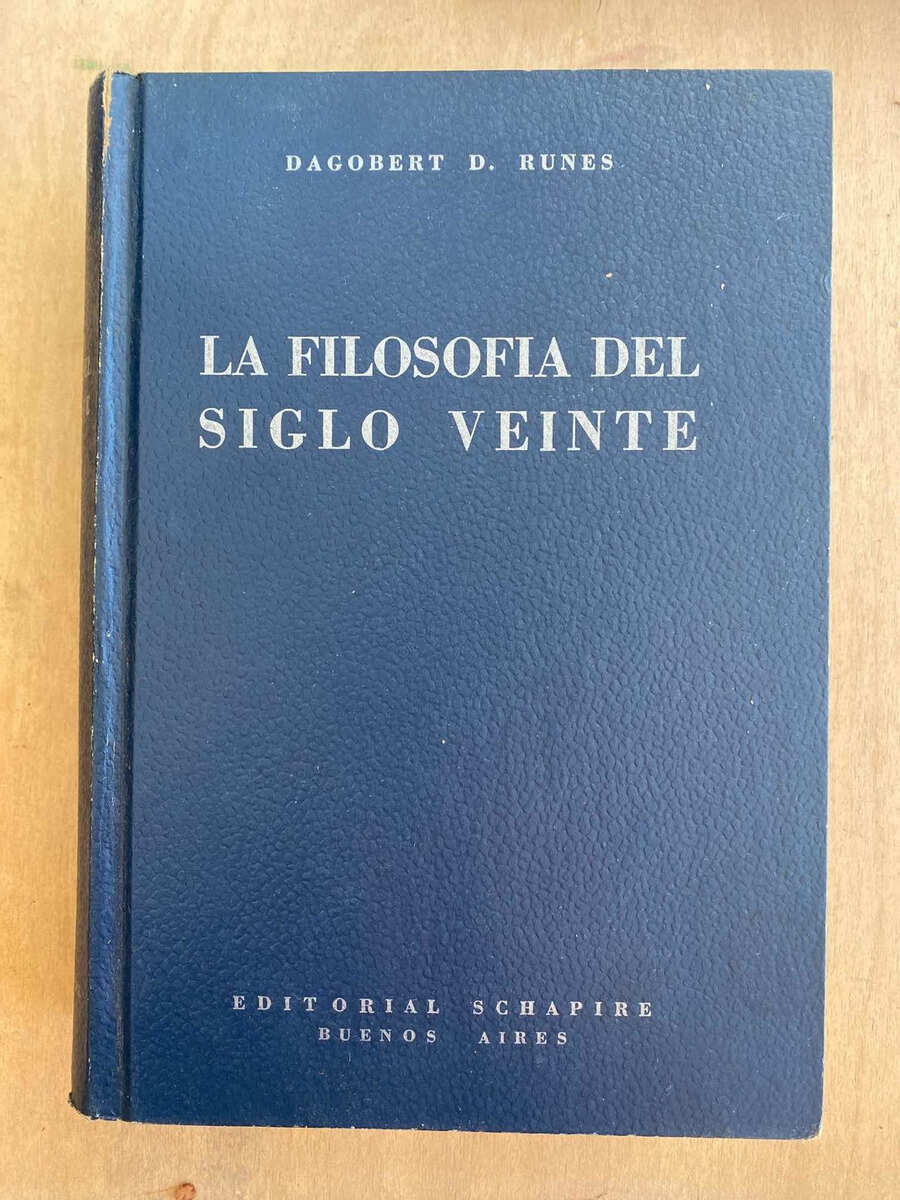 DAGOBERT D. RUNES
LA FILOSOFIA DEL
SIGLO VEINTE
EDITORIAL SCHAPIRE
BUENOS AIRES